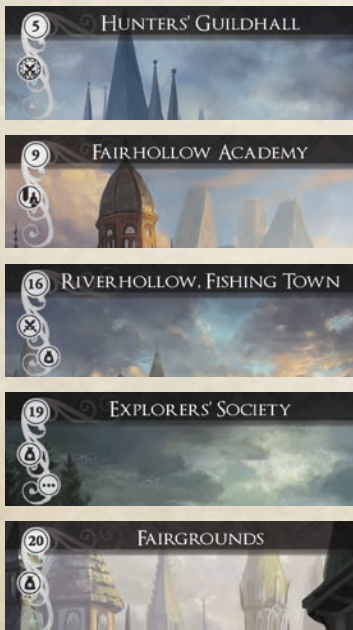 5 HUNTERS' GUILDHALL
9 FAIRHOLLOW ACADEMY
16 RIVERHOLLOW, FISHING TOWN
19 EXPLORERS' SOCIETY
20 FAIRGROUNDS